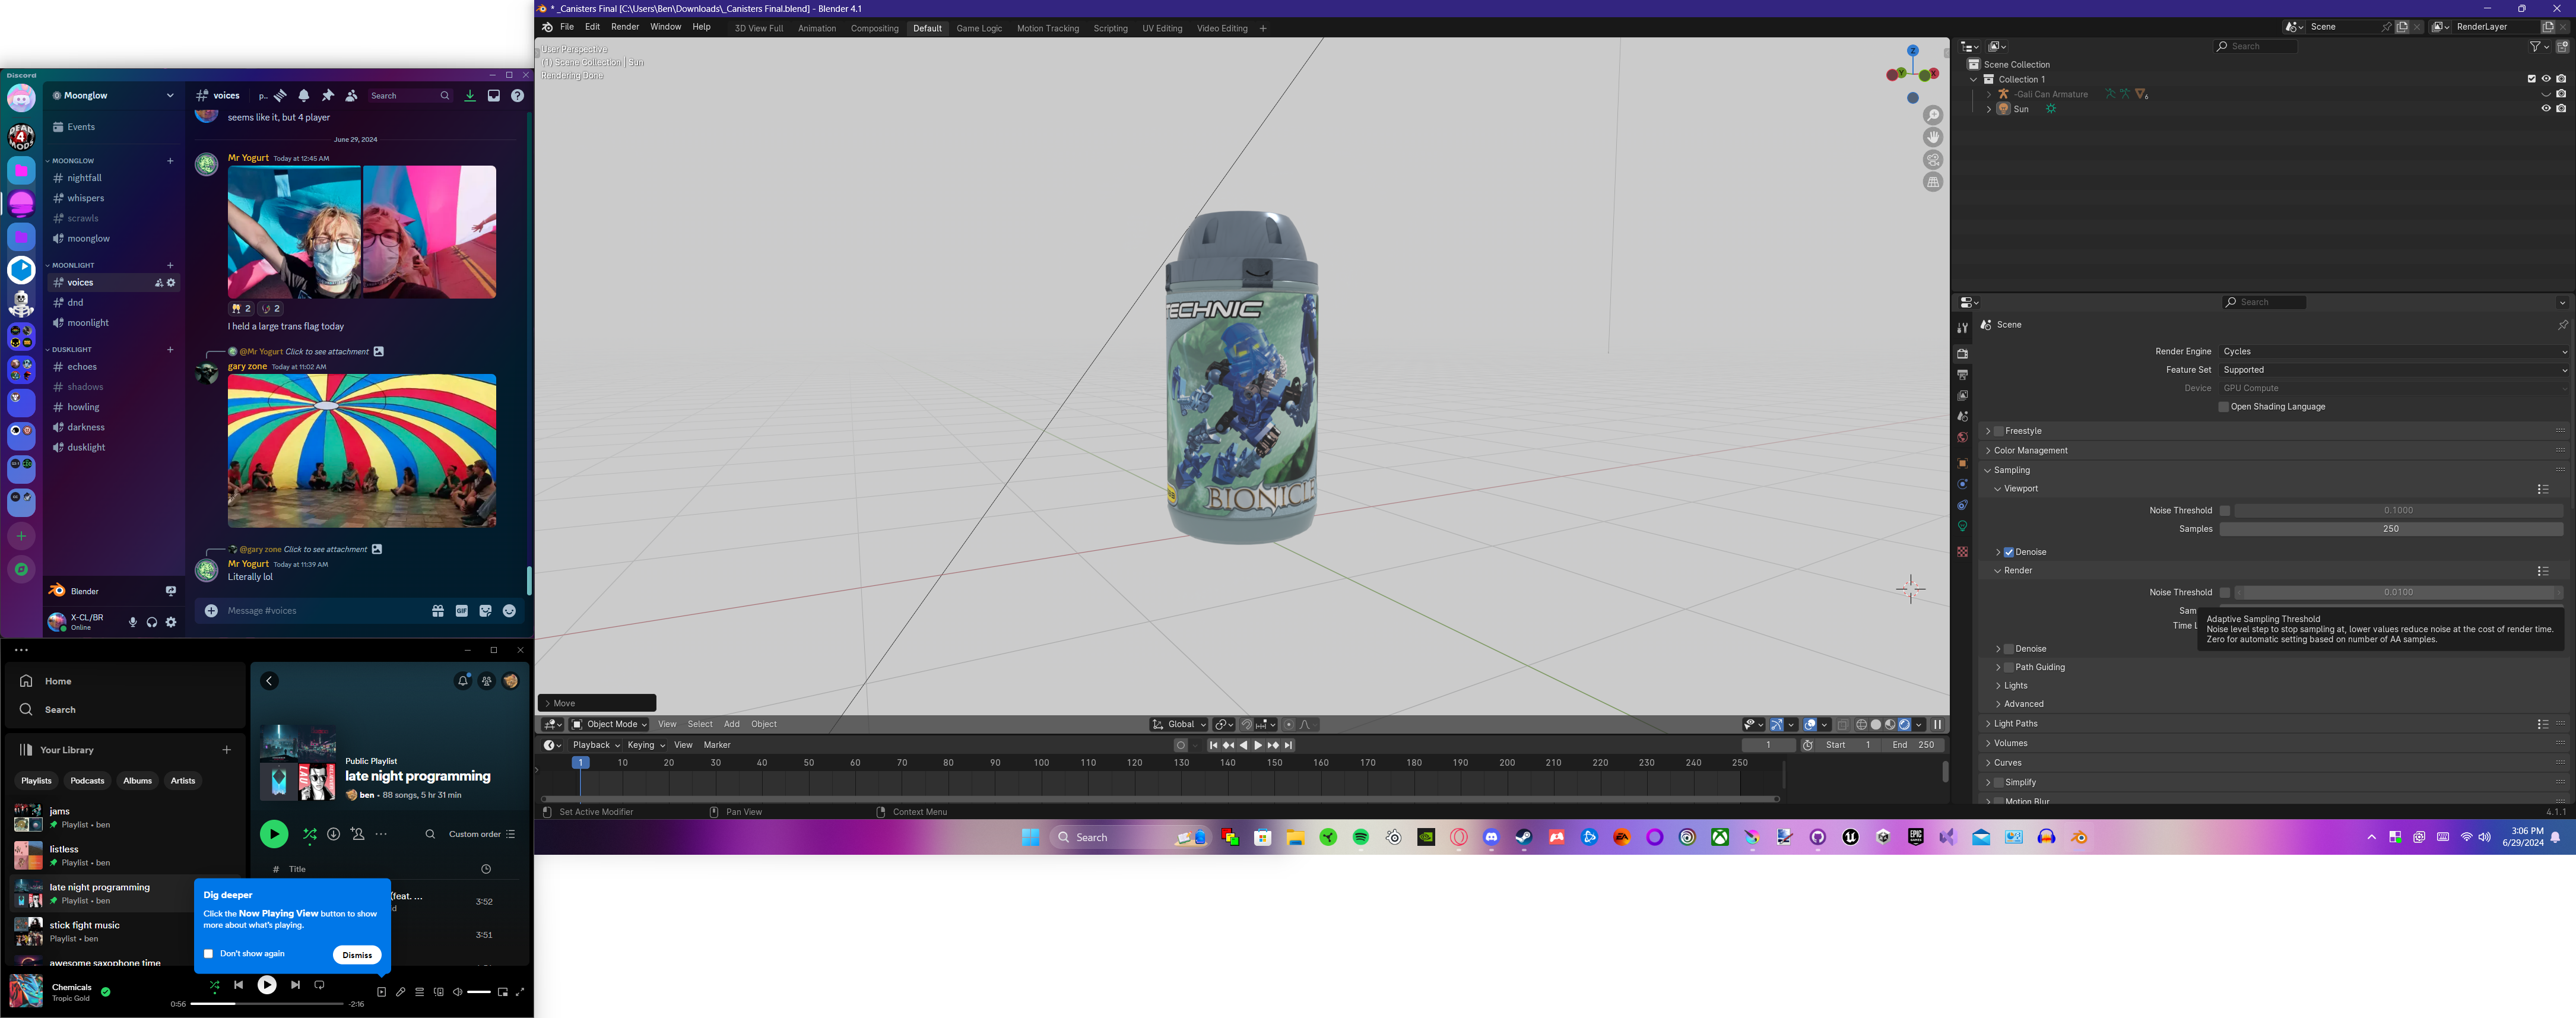 * _Canisters Final [C:\Users\Ben\Downloads\_Canisters Final.blend] - Blender 4.1
File Edit Render Window Help 3D View Full Animation Compositing Default Game Logic Motion Tracking Scripting UV Editing Video Editing + Scene RenderLayer
User Perspective
(1) Scene Collection | Sun
Rendering Done
Z
Y
X
TECHNIC
BIONICLE
Move
Object Mode View Select Add Object Global
Playback Keying View Marker 1 Start 1 End 250
1 10 20 30 40 50 60 70 80 90 100 110 120 130 140 150 160 170 180 190 200 210 220 230 240 250
Set Active Modifier Pan View Context Menu 4.1.1
Search
Scene Collection
Collection 1
-Gali Can Armature 6
Sun
Search
Scene
Render Engine Cycles
Feature Set Supported
Device GPU Compute
Open Shading Language
Freestyle
Color Management
Sampling
Viewport
Noise Threshold 0.1000
Samples 250
Denoise
Render
Noise Threshold 0.0100
Sam
Time L
Adaptive Sampling Threshold
Noise level step to stop sampling at, lower values reduce noise at the cost of render time.
Zero for automatic setting based on number of AA samples.
Denoise
Path Guiding
Lights
Advanced
Light Paths
Volumes
Curves
Simplify
Motion Blur
Search
3:06 PM
6/29/2024
Discord
Moonglow
Events
MOONGLOW
nightfall
whispers
scrawls
moonglow
MOONLIGHT
voices
dnd
moonlight
DUSKLIGHT
echoes
shadows
howling
darkness
dusklight
Blender
X-CL/BR
Online
voices p... Search
seems like it, but 4 player
June 29, 2024
Mr Yogurt Today at 12:45 AM
2 2
I held a large trans flag today
@Mr Yogurt Click to see attachment
gary zone Today at 11:02 AM
@gary zone Click to see attachment
Mr Yogurt Today at 11:39 AM
Literally lol
Message #voices
GIF
Home
Search
Your Library
Playlists Podcasts Albums Artists
jams
Playlist • ben
listless
Playlist • ben
late night programming
Playlist • ben
stick fight music
Playlist • ben
awesome saxophone time
Public Playlist
late night programming
ben • 88 songs, 5 hr 31 min
Custom order
# Title
(feat. ...
3:52
3:51
Dig deeper
Click the Now Playing View button to show
more about what's playing.
Don't show again
Dismiss
Chemicals
Tropic Gold
0:56 -2:16